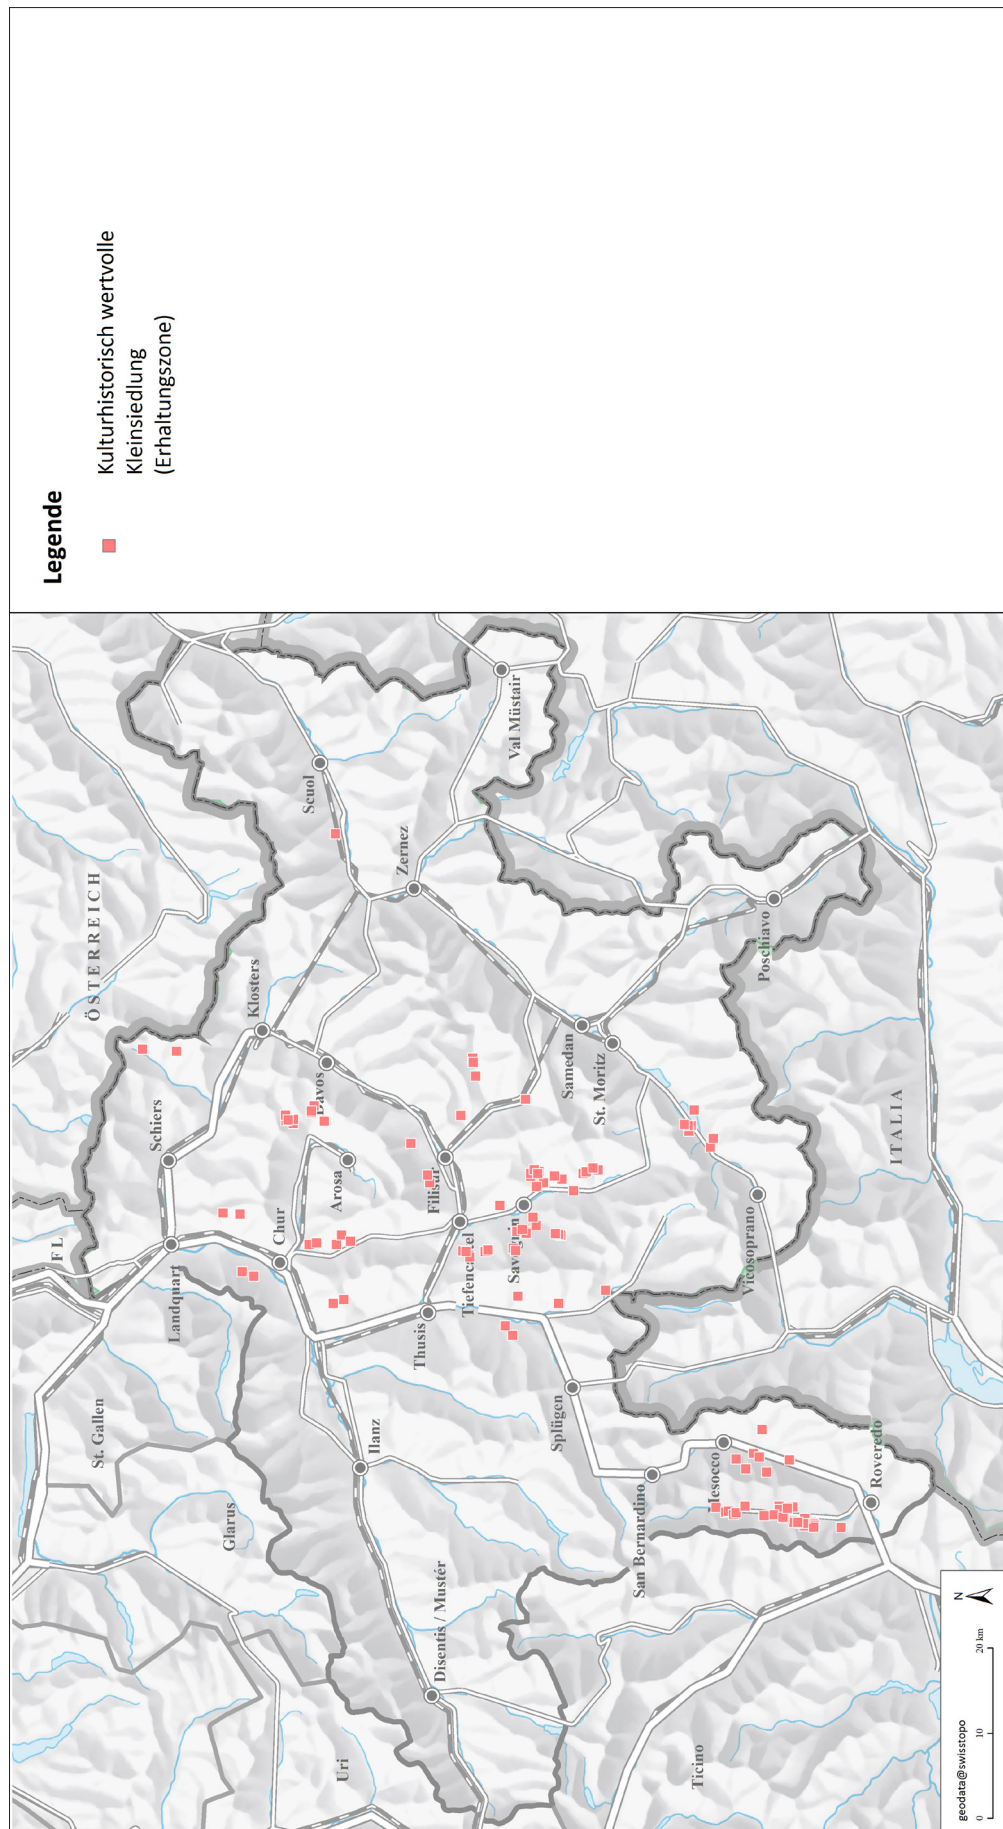 Legende
Kulturhistorisch wertvolle
Kleinsiedlung
(Erhaltungszone)
ÖSTERREICH
FL
St. Gallen
Glarus
Uri
Ticino
ITALIA
Schiers
Landquart
Klosters
Chur
Davos
Arosa
Scuol
Zernez
Ilanz
Thusis
Filisur
Tiefencastel
Disentis / Mustér
Val Müstair
Savognin
Samedan
St. Moritz
Splügen
San Bernardino
Mesocco
Vicosoprano
Poschiavo
Roveredo
N
geodata@swisstopo
0 10 20 km